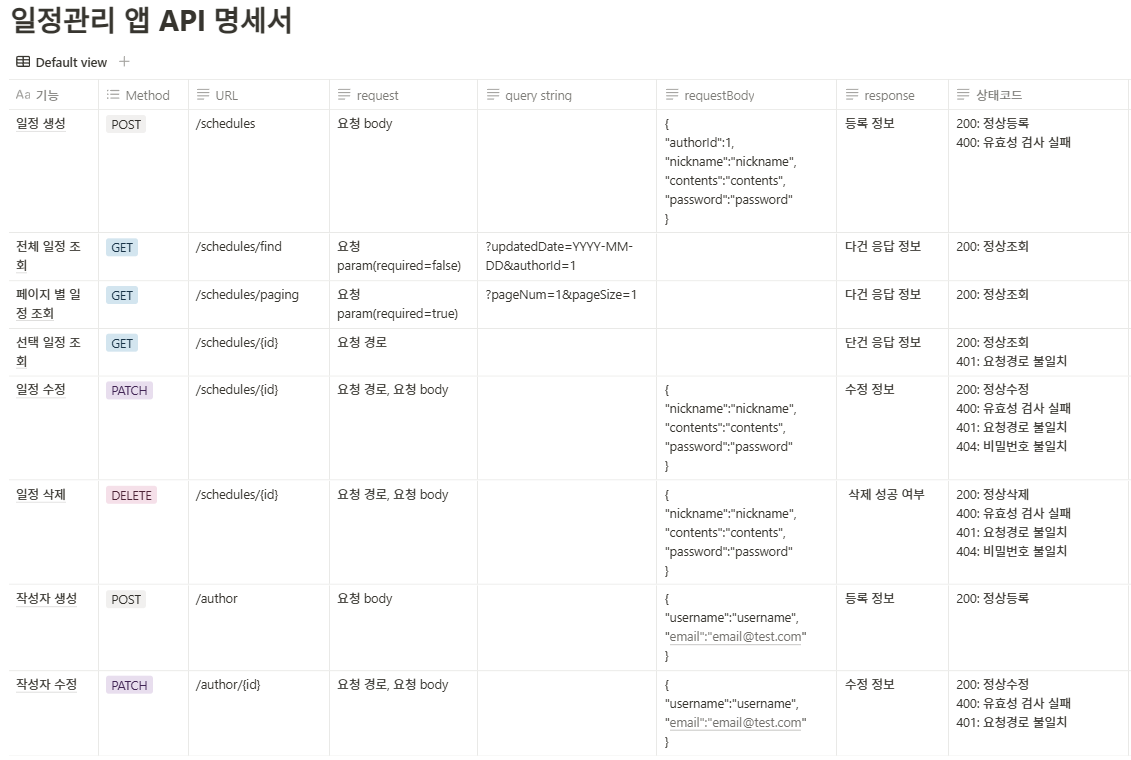 일정관리 앱 API 명세서
Default view
Aa 기능 Method URL request query string requestBody response 상태코드
일정 생성 POST /schedules 요청 body { 등록 정보 200: 정상등록
"authorId":1, 400: 유효성 검사 실패
"nickname":"nickname",
"contents":"contents",
"password":"password"
}
전체 일정 조 GET /schedules/find 요청 ?updatedDate=YYYY-MM- 다건 응답 정보 200: 정상조회
회 param(required=false) DD&authorId=1
페이지 별 일 GET /schedules/paging 요청 ?pageNum=1&pageSize=1 다건 응답 정보 200: 정상조회
정 조회 param(required=true)
선택 일정 조 GET /schedules/{id} 요청 경로 단건 응답 정보 200: 정상조회
회 401: 요청경로 불일치
일정 수정 PATCH /schedules/{id} 요청 경로, 요청 body { 수정 정보 200: 정상수정
"nickname":"nickname", 400: 유효성 검사 실패
"contents":"contents", 401: 요청경로 불일치
"password":"password" 404: 비밀번호 불일치
}
일정 삭제 DELETE /schedules/{id} 요청 경로, 요청 body { 삭제 성공 여부 200: 정상삭제
"nickname":"nickname", 400: 유효성 검사 실패
"contents":"contents", 401: 요청경로 불일치
"password":"password" 404: 비밀번호 불일치
}
작성자 생성 POST /author 요청 body { 등록 정보 200: 정상등록
"username":"username",
"email":"email@test.com"
}
작성자 수정 PATCH /author/{id} 요청 경로, 요청 body { 수정 정보 200: 정상수정
"username":"username", 400: 유효성 검사 실패
"email":"email@test.com" 401: 요청경로 불일치
}